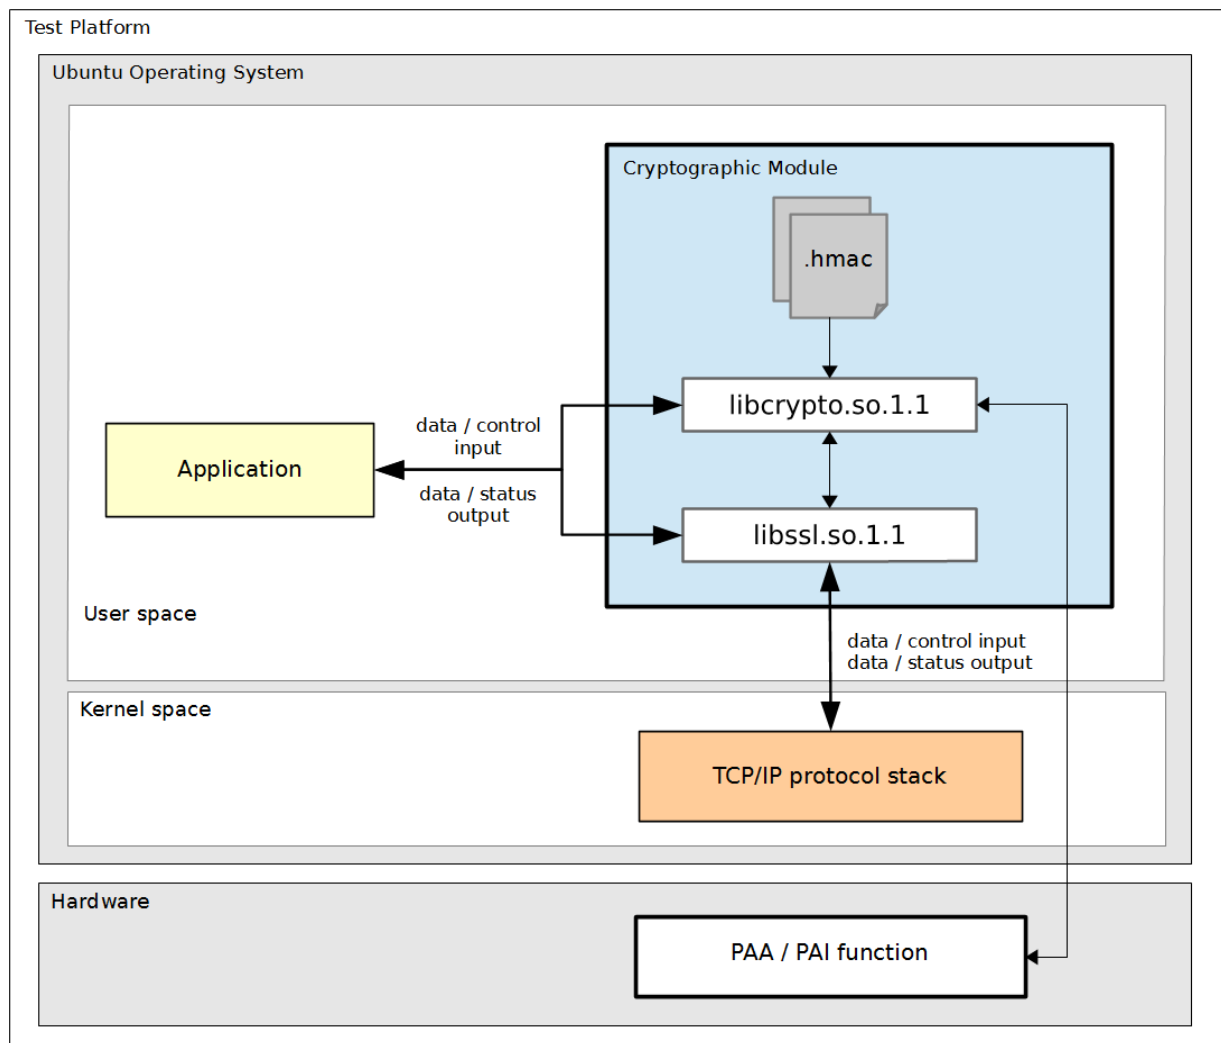 Test Platform
Ubuntu Operating System
Cryptographic Module
.hmac
libcrypto.so.1.1
data / control
input
Application
data / status
output
libssl.so.1.1
User space
data / control input
data / status output
Kernel space
TCP/IP protocol stack
Hardware
PAA / PAI function